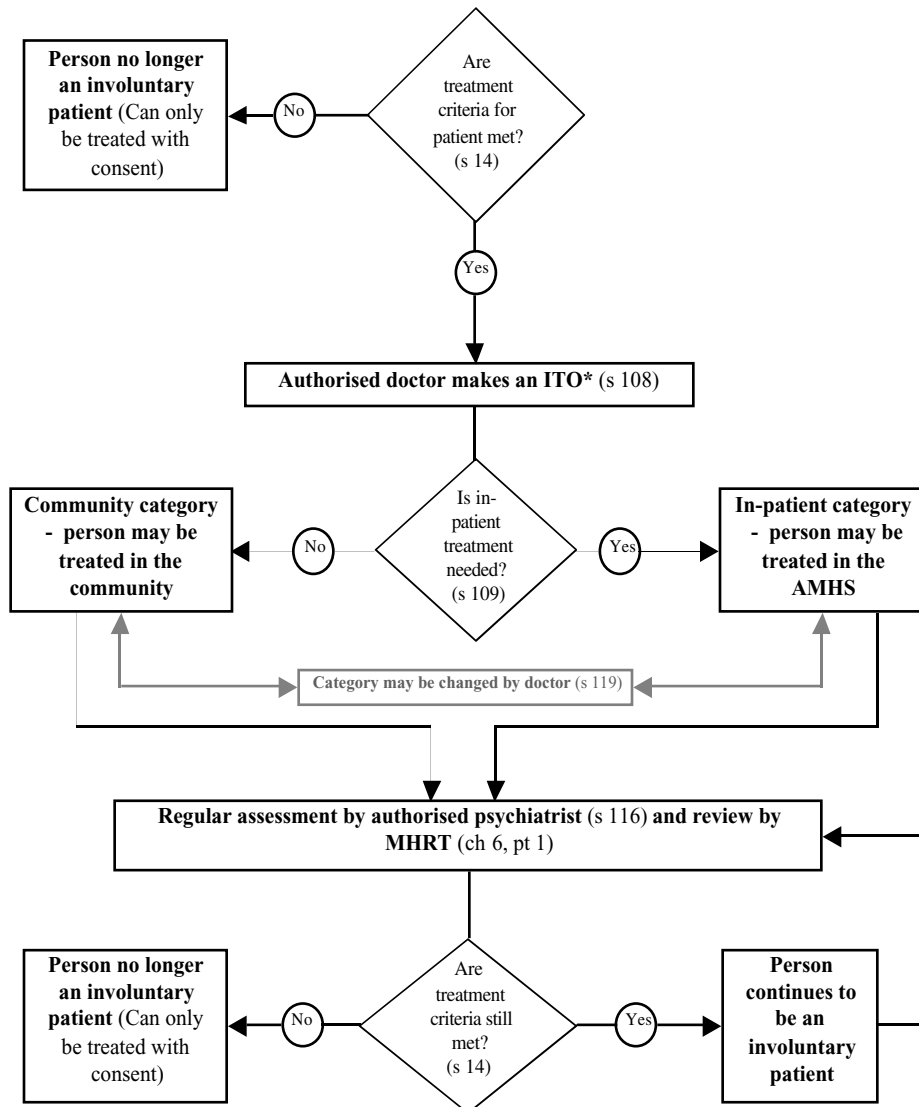 Person no longer
an involuntary
patient (Can only
be treated with
consent)
No
Are
treatment
criteria for
patient met?
(s 14)
Yes
Authorised doctor makes an ITO* (s 108)
Community category
- person may be
treated in the
community
No
Is in-
patient
treatment
needed?
(s 109)
Yes
In-patient category
- person may be
treated in the
AMHS
Category may be changed by doctor (s 119)
Regular assessment by authorised psychiatrist (s 116) and review by
MHRT (ch 6, pt 1)
Person no longer
an involuntary
patient (Can only
be treated with
consent)
No
Are
treatment
criteria still
met?
(s 14)
Yes
Person
continues to
be an
involuntary
patient